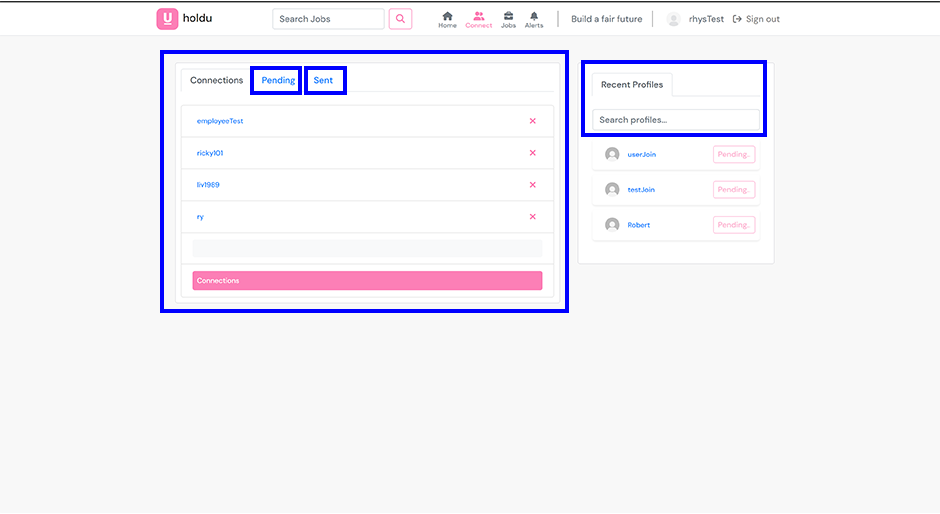 holdu
Search Jobs
Home
Connect
Jobs
Alerts
Build a fair future
rhysTest
Sign out
Connections
Pending
Sent
employeeTest
ricky101
liv1989
ry
Connections
Recent Profiles
Search profiles...
userJoin
Pending..
testJoin
Pending..
Robert
Pending..